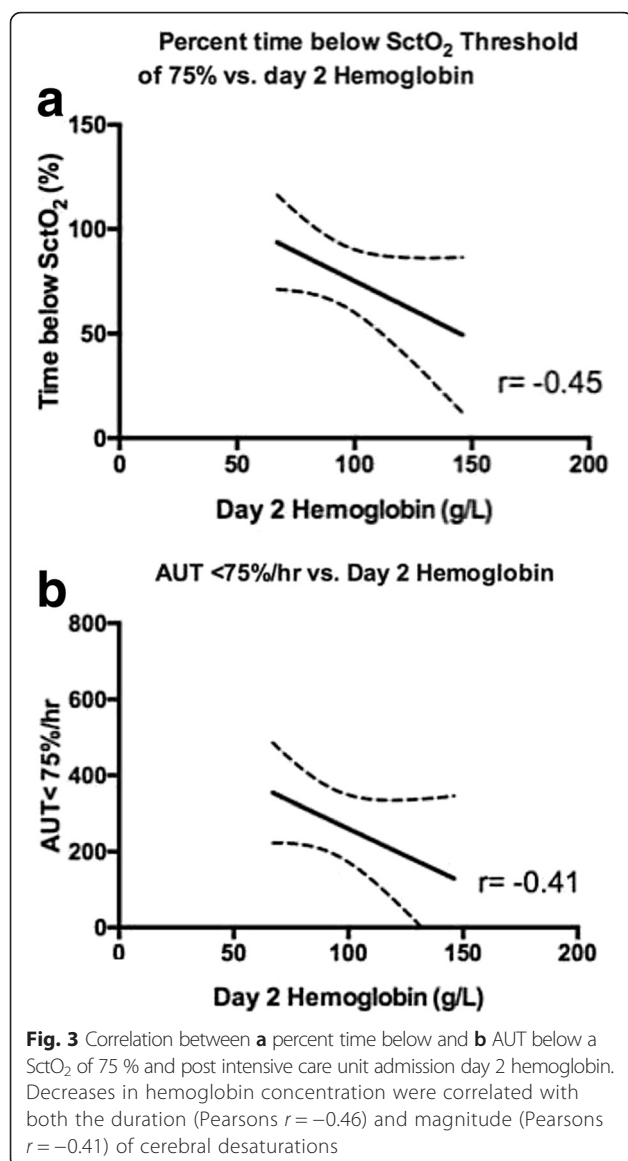 Percent time below SctO₂ Threshold
of 75% vs. day 2 Hemoglobin
a
150
100
50
0
Time below SctO₂ (%)
r= -0.45
0 50 100 150 200
Day 2 Hemoglobin (g/L)
AUT <75%/hr vs. Day 2 Hemoglobin
b
800
600
400
200
0
AUT< 75%/hr
r= -0.41
0 50 100 150 200
Day 2 Hemoglobin (g/L)
Fig. 3 Correlation between a percent time below and b AUT below a
SctO₂ of 75 % and post intensive care unit admission day 2 hemoglobin.
Decreases in hemoglobin concentration were correlated with
both the duration (Pearsons r = −0.46) and magnitude (Pearsons
r = −0.41) of cerebral desaturations